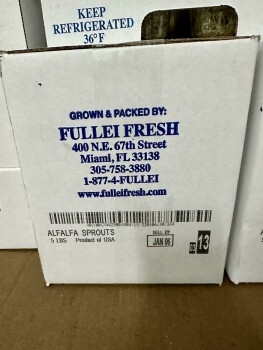 KEEP
REFRIGERATED
36°F
GROWN & PACKED BY:
FULLEI FRESH
400 N.E. 67th Street
Miami, FL 33138
305-758-3880
1-877-4-FULLEI
www.fulleifresh.com
ALFALFA SPROUTS
5 LBS Product of USA
SELL BY
JAN 06
13